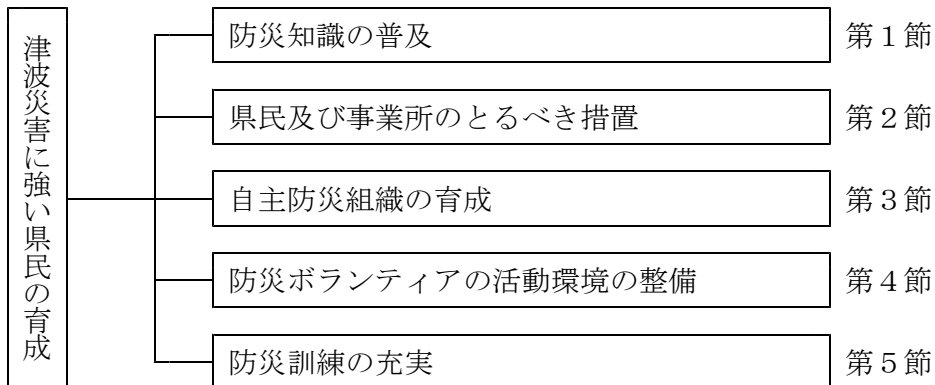 津波災害に強い県民の育成
防災知識の普及 第１節
県民及び事業所のとるべき措置 第２節
自主防災組織の育成 第３節
防災ボランティアの活動環境の整備 第４節
防災訓練の充実 第５節